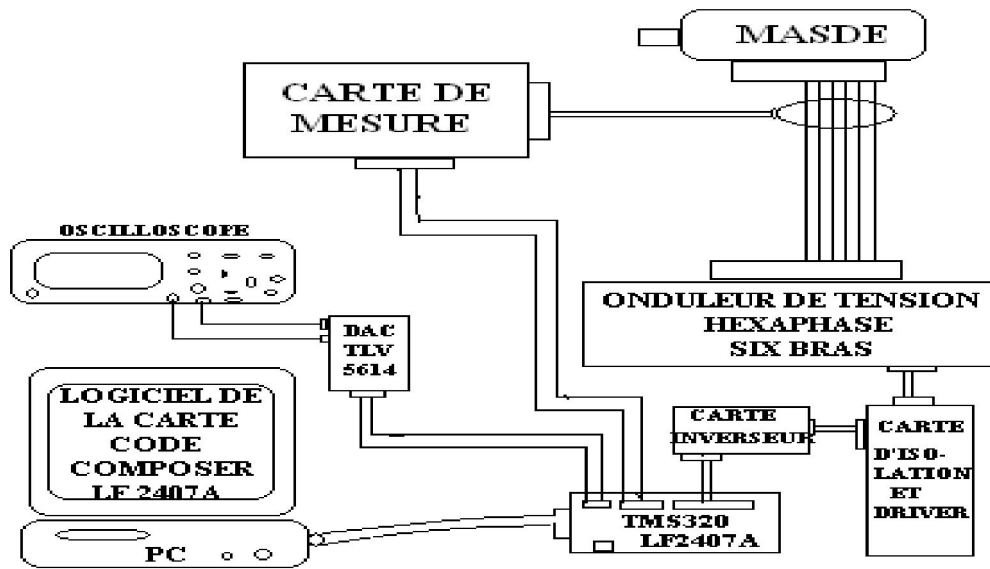 MASDE
CARTE DE
MESURE
OSCILLOSCOPE
ONDULEUR DE TENSION
HEXAPHASE
SIX BRAS
DAC
TLV
5614
LOGICIEL DE
LA CARTE
CODE
COMPOSER
LF 2407A
CARTE
INVERSEUR
CARTE
D'ISO-
LATION
ET
DRIVER
TMS320
LF2407A
PC